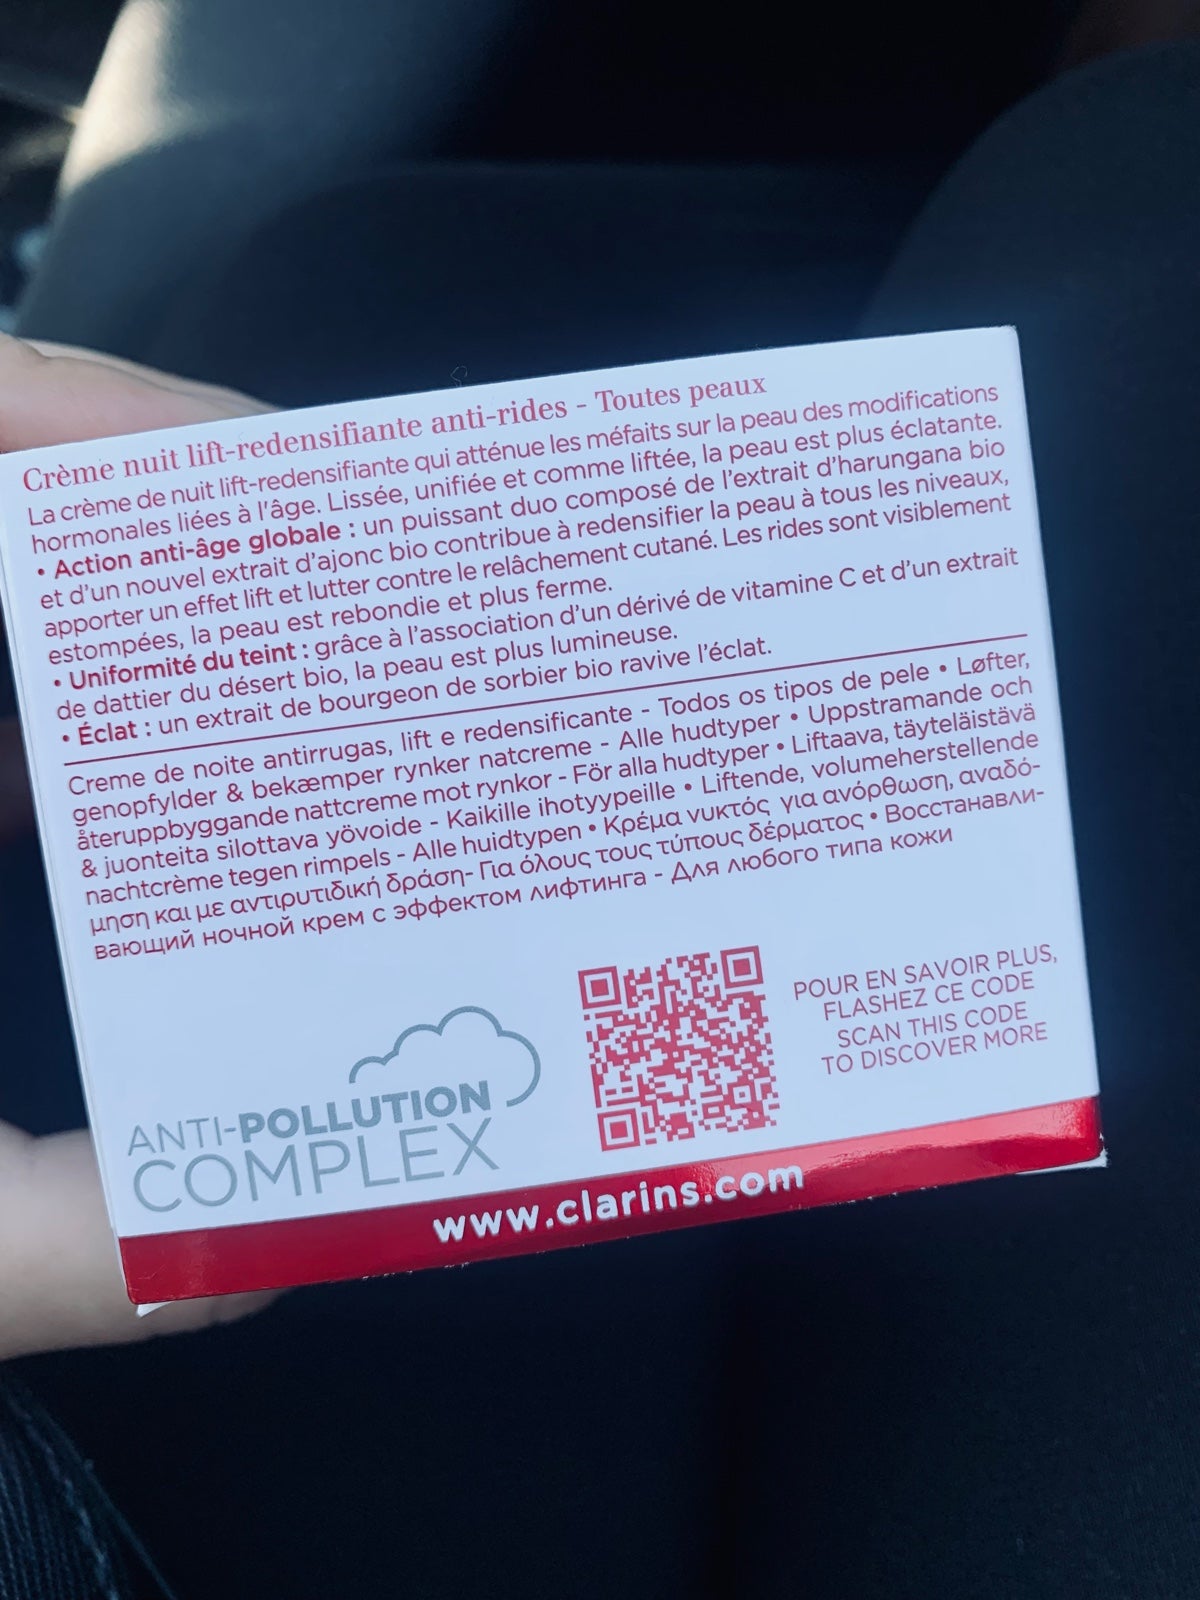 Crème nuit lift-redensifiante anti-rides - Toutes peaux
La crème de nuit lift-redensifiante qui atténue les méfaits sur la peau des modifications
hormonales liées à l'âge. Lissée, unifiée et comme liftée, la peau est plus éclatante.
• Action anti-âge globale : un puissant duo composé de l'extrait d'harungana bio
et d'un nouvel extrait d'ajonc bio contribue à redensifier la peau à tous les niveaux,
apporter un effet lift et lutter contre le relâchement cutané. Les rides sont visiblement
estompées, la peau est rebondie et plus ferme.
• Uniformité du teint : grâce à l'association d'un dérivé de vitamine C et d'un extrait
de dattier du désert bio, la peau est plus lumineuse.
• Éclat : un extrait de bourgeon de sorbier bio ravive l'éclat.
Creme de noite antirrugas, lift e redensificante - Todos os tipos de pele • Løfter,
genopfylder & bekæmper rynker natcreme - Alle hudtyper • Uppstramande och
återuppbyggande nattcreme mot rynkor - För alla hudtyper • Liftaava, täyteläistävä
& juonteita silottava yövoide - Kaikille ihotyypeille • Liftende, volumeherstellende
nachtcrème tegen rimpels - Alle huidtypen • Κρέμα νυκτός για ανόρθωση, αναδό-
μηση και με αντιρυτιδική δράση- Για όλους τους τύπους δέρματος • Восстанавли-
вающий ночной крем с эффектом лифтинга - Для любого типа кожи
POUR EN SAVOIR PLUS,
FLASHEZ CE CODE
SCAN THIS CODE
TO DISCOVER MORE
ANTI-POLLUTION
COMPLEX
www.clarins.com